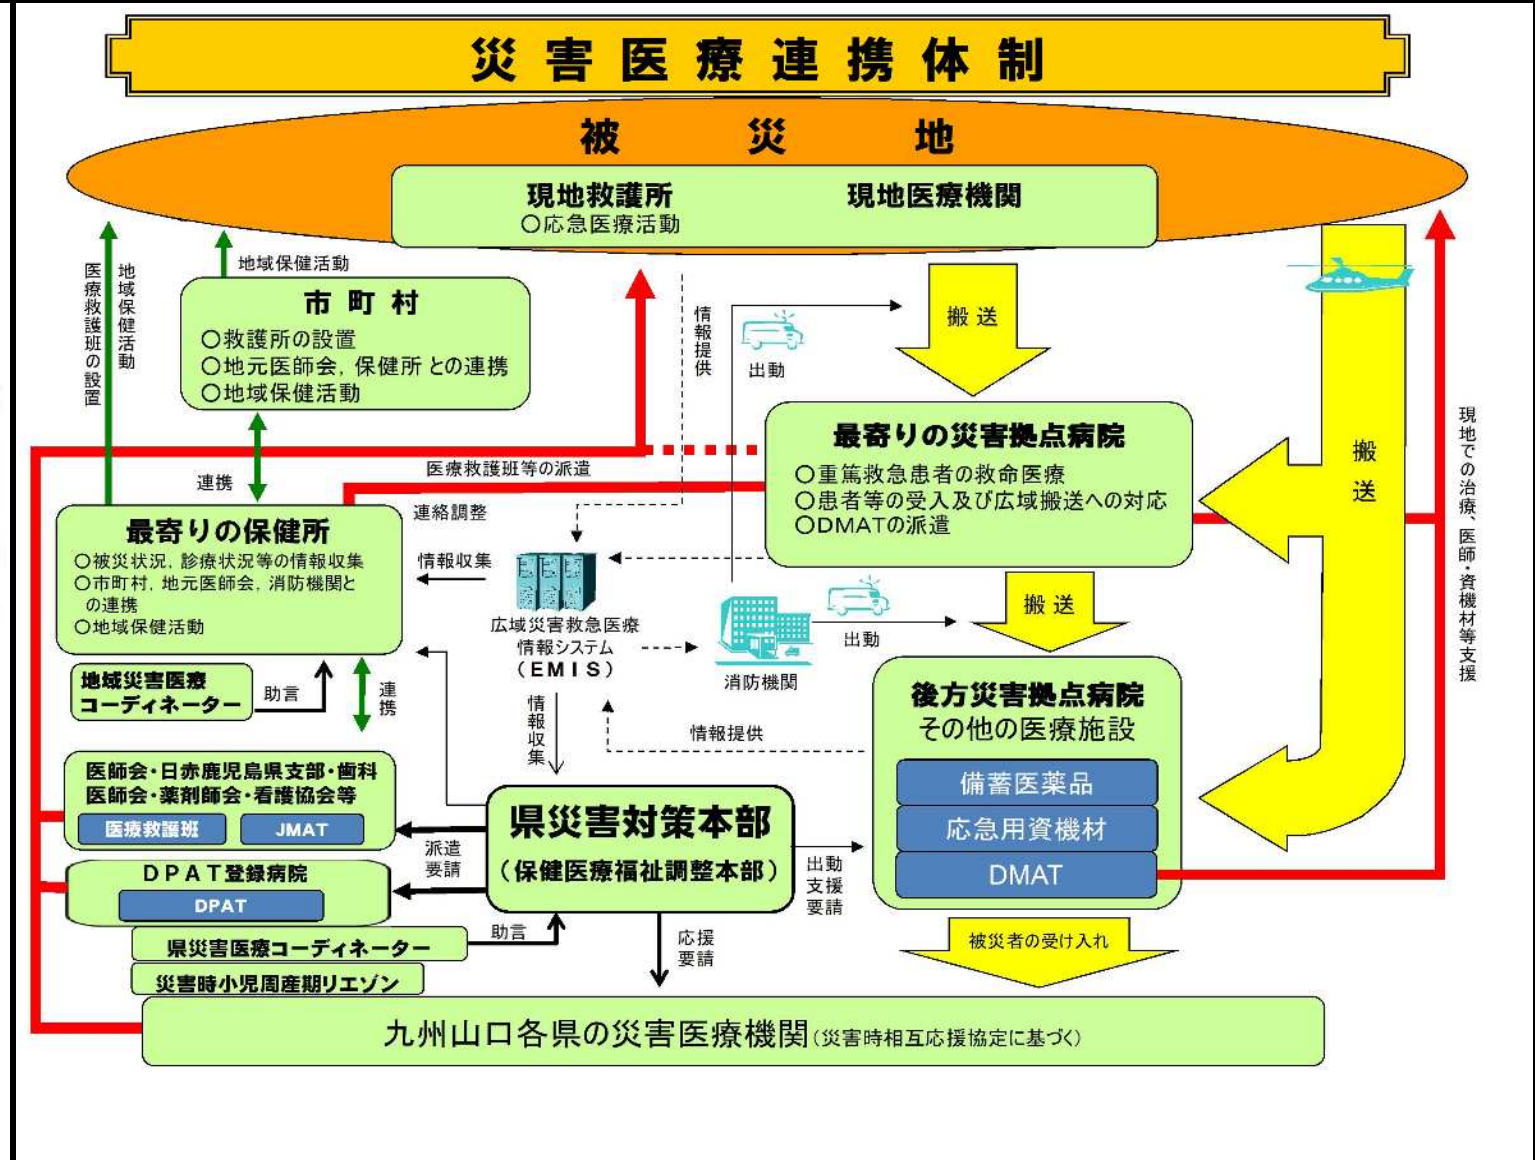 災害医療連携体制
被災地
現地救護所
現地医療機関
○応急医療活動
医療救護班の設置
地域保健活動
地域保健活動
市町村
○救護所の設置
○地元医師会，保健所との連携
○地域保健活動
情報提供
出動
搬送
搬送
現地での治療、医師・資機材等支援
最寄りの災害拠点病院
○重篤救急患者の救命医療
○患者等の受入及び広域搬送への対応
○DMATの派遣
連携
医療救護班等の派遣
連絡調整
最寄りの保健所
○被災状況，診療状況等の情報収集
○市町村，地元医師会，消防機関と
の連携
○地域保健活動
情報収集
広域災害救急医療
情報システム
（ＥＭＩＳ）
消防機関
出動
搬送
地域災害医療
コーディネーター
助言
連携
情報収集
情報提供
後方災害拠点病院
その他の医療施設
備蓄医薬品
応急用資機材
DMAT
医師会・日赤鹿児島県支部・歯科
医師会・薬剤師会・看護協会等
医療救護班
JMAT
派遣
要請
県災害対策本部
（保健医療福祉調整本部）
出動
支援
要請
ＤＰＡＴ登録病院
DPAT
県災害医療コーディネーター
助言
災害時小児周産期リエゾン
応援
要請
被災者の受け入れ
九州山口各県の災害医療機関（災害時相互応援協定に基づく）